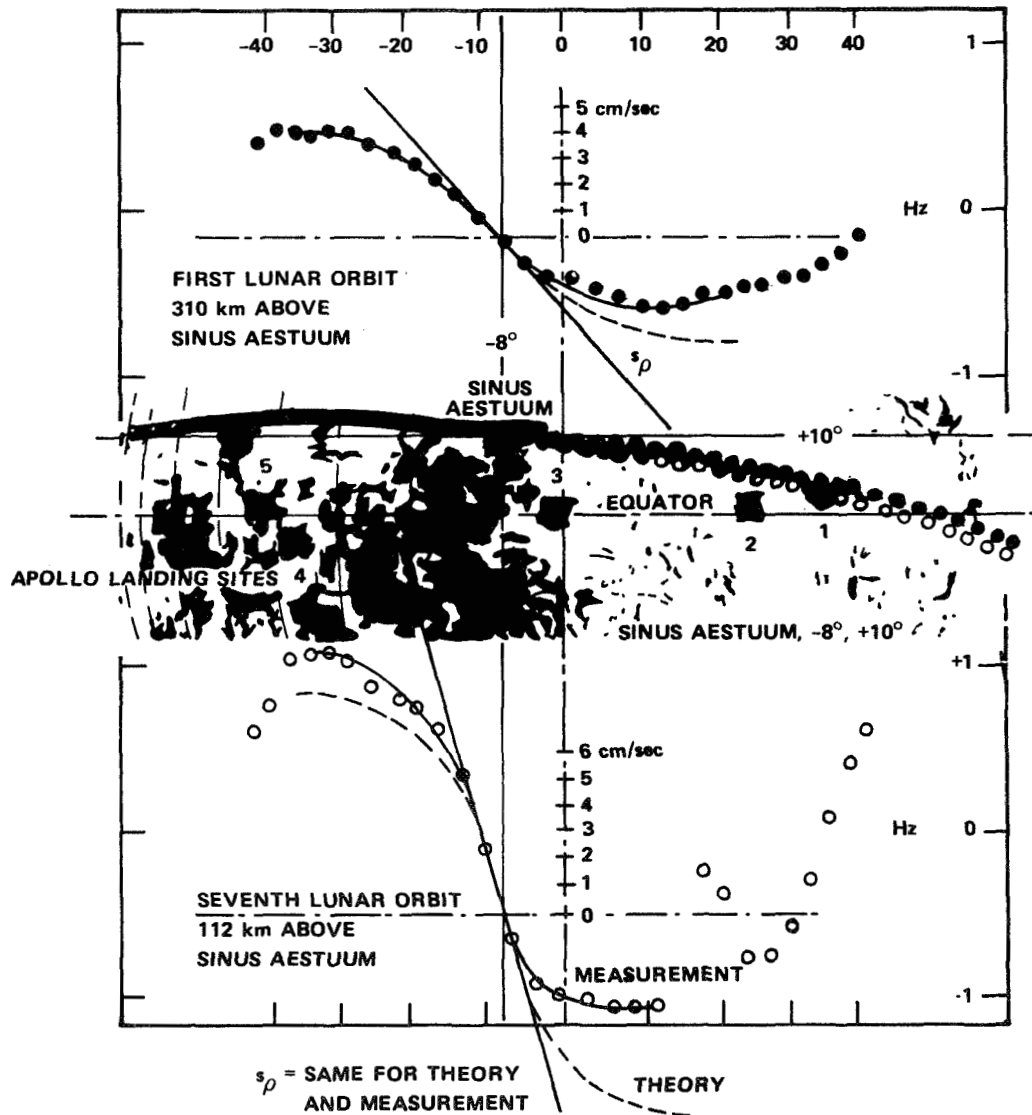 -40 -30 -20 -10 0 10 20 30 40
1
5 cm/sec
4
3
2
1
Hz 0
0
FIRST LUNAR ORBIT
310 km ABOVE
SINUS AESTUUM
-8°
sρ
-1
SINUS
AESTUUM
+10°
5
3
EQUATOR
2
1
APOLLO LANDING SITES 4
SINUS AESTUUM, -8°, +10°
+1
6 cm/sec
5
4
3
Hz 0
2
1
SEVENTH LUNAR ORBIT
0
112 km ABOVE
SINUS AESTUUM
MEASUREMENT
-1
sρ = SAME FOR THEORY
AND MEASUREMENT
THEORY